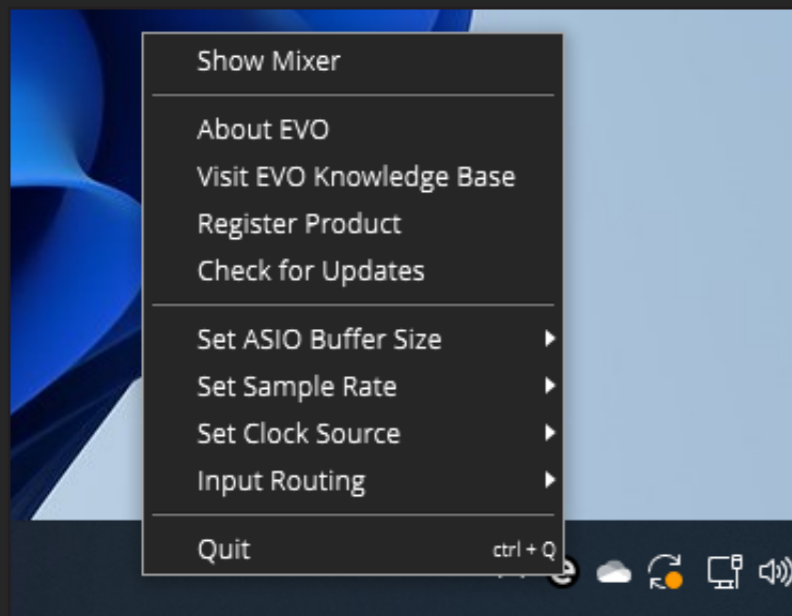 Show Mixer
About EVO
Visit EVO Knowledge Base
Register Product
Check for Updates
Set ASIO Buffer Size
Set Sample Rate
Set Clock Source
Input Routing
Quit ctrl + Q